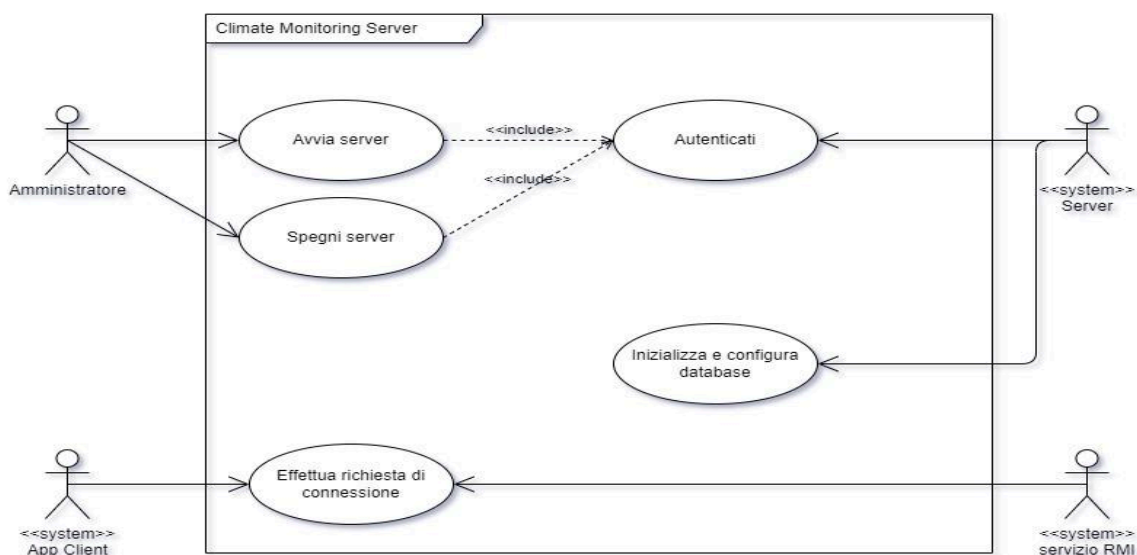 Climate Monitoring Server
Avvia server
<<include>>
Autenticati
Amministratore
<<include>>
<<system>>
Server
Spegni server
Inizializza e configura
database
Effettua richiesta di
connessione
<<system>>
App Client
<<system>>
servizio RMI